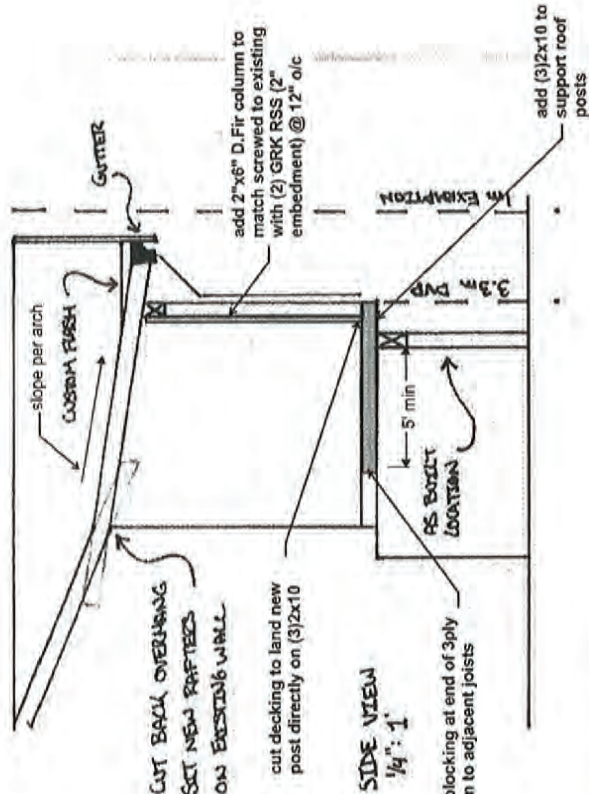 slope per arch
GUTTER
CUSTOM FLASH
add 2"x6" D.Fir column to
match screwed to existing
with (2) GRK RSS (2"
embedment) @ 12" o/c
CUT BACK OVERHANG
SET NEW RAFTERS
ON EXISTING WALL
cut decking to land new
post directly on (3)2x10
SIDE VIEW
1/4": 1'
5' min
AS BUILT
LOCATION
3.3m DVP
1m EXEMPTION
blocking at end of 3ply
n to adjacent joists
add (3)2x10 to
support roof
posts